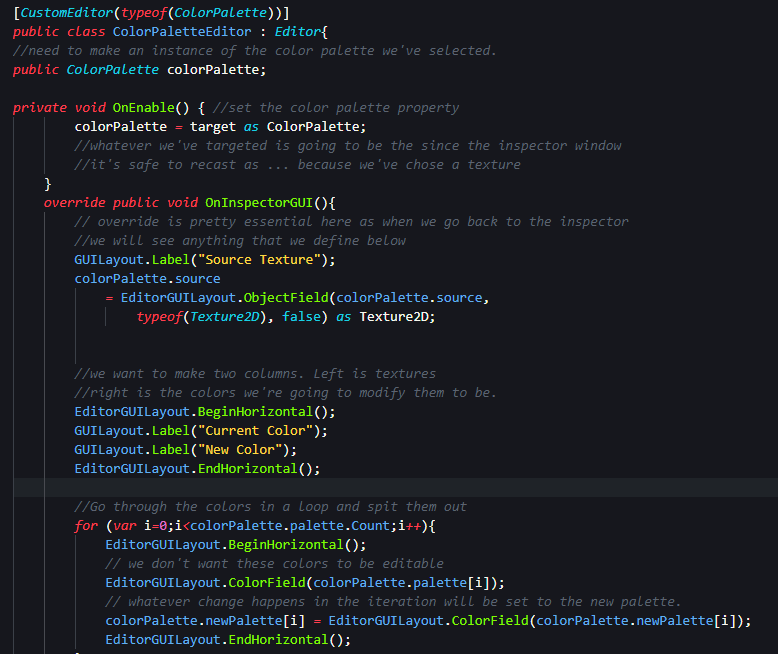 [CustomEditor(typeof(ColorPalette))]
public class ColorPaletteEditor : Editor{
//need to make an instance of the color palette we've selected.
public ColorPalette colorPalette;
private void OnEnable() { //set the color palette property
colorPalette = target as ColorPalette;
//whatever we've targeted is going to be the since the inspector window
//it's safe to recast as ... because we've chose a texture
}
override public void OnInspectorGUI(){
// override is pretty essential here as when we go back to the inspector
//we will see anything that we define below
GUILayout.Label("Source Texture");
colorPalette.source
= EditorGUILayout.ObjectField(colorPalette.source,
typeof(Texture2D), false) as Texture2D;
//we want to make two columns. Left is textures
//right is the colors we're going to modify them to be.
EditorGUILayout.BeginHorizontal();
GUILayout.Label("Current Color");
GUILayout.Label("New Color");
EditorGUILayout.EndHorizontal();
//Go through the colors in a loop and spit them out
for (var i=0;i<colorPalette.palette.Count;i++){
EditorGUILayout.BeginHorizontal();
// we don't want these colors to be editable
EditorGUILayout.ColorField(colorPalette.palette[i]);
// whatever change happens in the iteration will be set to the new palette.
colorPalette.newPalette[i] = EditorGUILayout.ColorField(colorPalette.newPalette[i]);
EditorGUILayout.EndHorizontal();